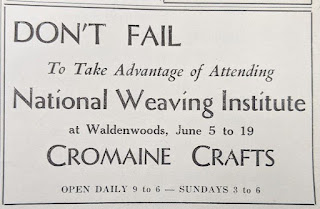 DON'T FAIL
To Take Advantage of Attending
National Weaving Institute
at Waldenwoods, June 5 to 19
CROMAINE CRAFTS
OPEN DAILY 9 to 6 — SUNDAYS 3 to 6